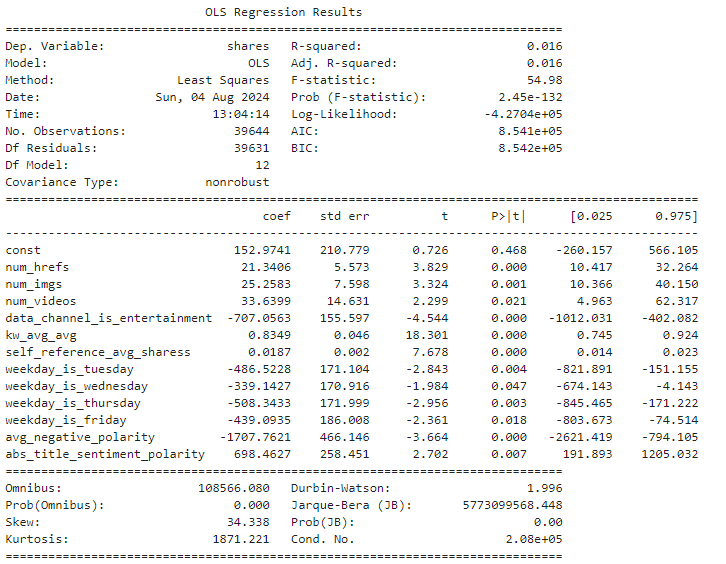 OLS Regression Results
==============================================================================
Dep. Variable:                 shares   R-squared:                       0.016
Model:                            OLS   Adj. R-squared:                  0.016
Method:                 Least Squares   F-statistic:                     54.98
Date:                Sun, 04 Aug 2024   Prob (F-statistic):          2.45e-132
Time:                        13:04:14   Log-Likelihood:            -4.2704e+05
No. Observations:               39644   AIC:                         8.541e+05
Df Residuals:                   39631   BIC:                         8.542e+05
Df Model:                          12
Covariance Type:            nonrobust
=================================================================================================
                                    coef    std err          t      P>|t|      [0.025      0.975]
-------------------------------------------------------------------------------------------------
const                           152.9741    210.779      0.726      0.468    -260.157     566.105
num_hrefs                        21.3406      5.573      3.829      0.000      10.417      32.264
num_imgs                         25.2583      7.598      3.324      0.001      10.366      40.150
num_videos                       33.6399     14.631      2.299      0.021       4.963      62.317
data_channel_is_entertainment  -707.0563    155.597     -4.544      0.000   -1012.031    -402.082
kw_avg_avg                        0.8349      0.046     18.301      0.000       0.745       0.924
self_reference_avg_sharess        0.0187      0.002      7.678      0.000       0.014       0.023
weekday_is_tuesday             -486.5228    171.104     -2.843      0.004    -821.891    -151.155
weekday_is_wednesday           -339.1427    170.916     -1.984      0.047    -674.143      -4.143
weekday_is_thursday            -508.3433    171.999     -2.956      0.003    -845.465    -171.222
weekday_is_friday              -439.0935    186.008     -2.361      0.018    -803.673     -74.514
avg_negative_polarity         -1707.7621    466.146     -3.664      0.000   -2621.419    -794.105
abs_title_sentiment_polarity    698.4627    258.451      2.702      0.007     191.893    1205.032
==============================================================================
Omnibus:                   108566.080   Durbin-Watson:                   1.996
Prob(Omnibus):                  0.000   Jarque-Bera (JB):       5773099568.448
Skew:                          34.338   Prob(JB):                         0.00
Kurtosis:                    1871.221   Cond. No.                     2.08e+05
==============================================================================